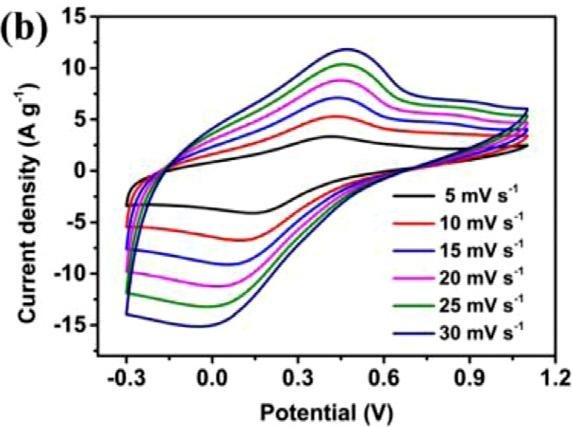 (b)
15
10
5
0
-5
-10
-15
Current density (A g⁻¹)
5 mV s⁻¹
10 mV s⁻¹
15 mV s⁻¹
20 mV s⁻¹
25 mV s⁻¹
30 mV s⁻¹
-0.3 0.0 0.3 0.6 0.9 1.2
Potential (V)